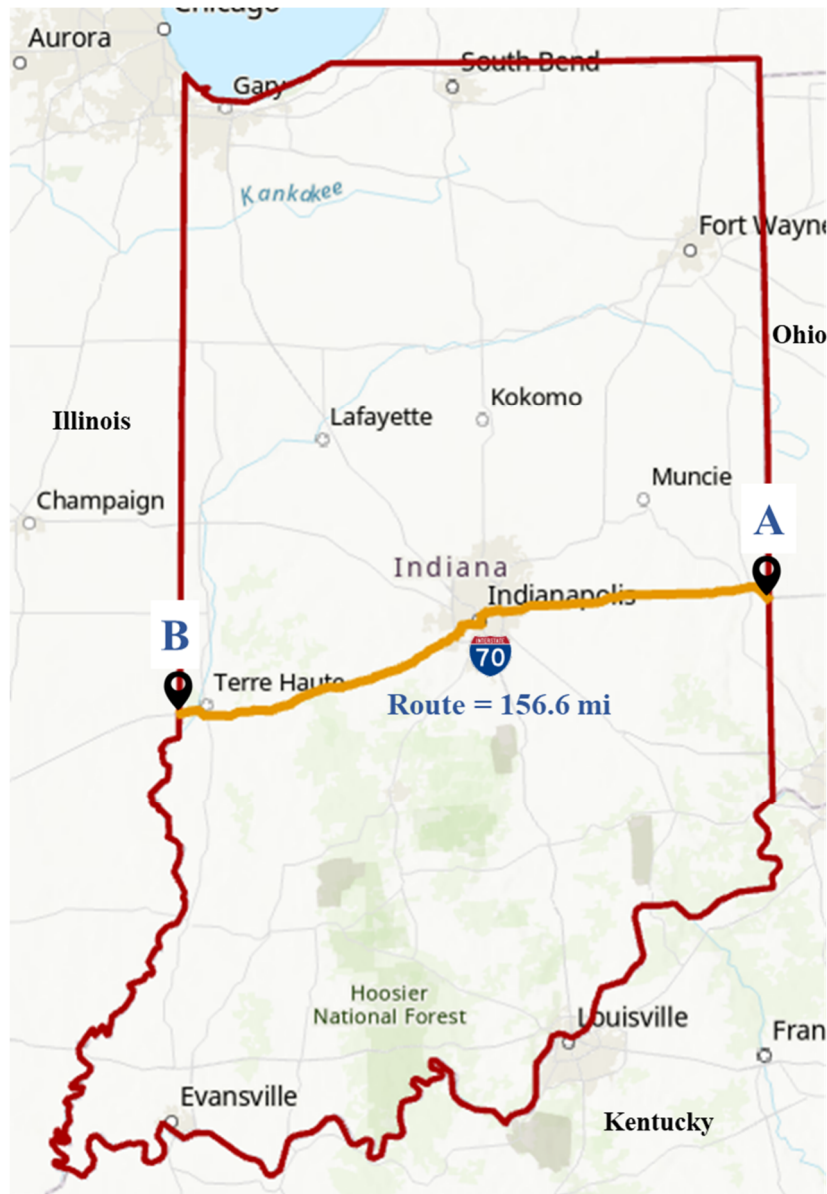 Chicago
Aurora
South Bend
Gary
Kankakee
Fort Wayne
Ohio
Kokomo
Illinois
Lafayette
Muncie
Champaign
A
Indiana
Indianapolis
B
70
Terre Haute
Route = 156.6 mi
Hoosier
National Forest
Louisville
Fran
Evansville
Kentucky